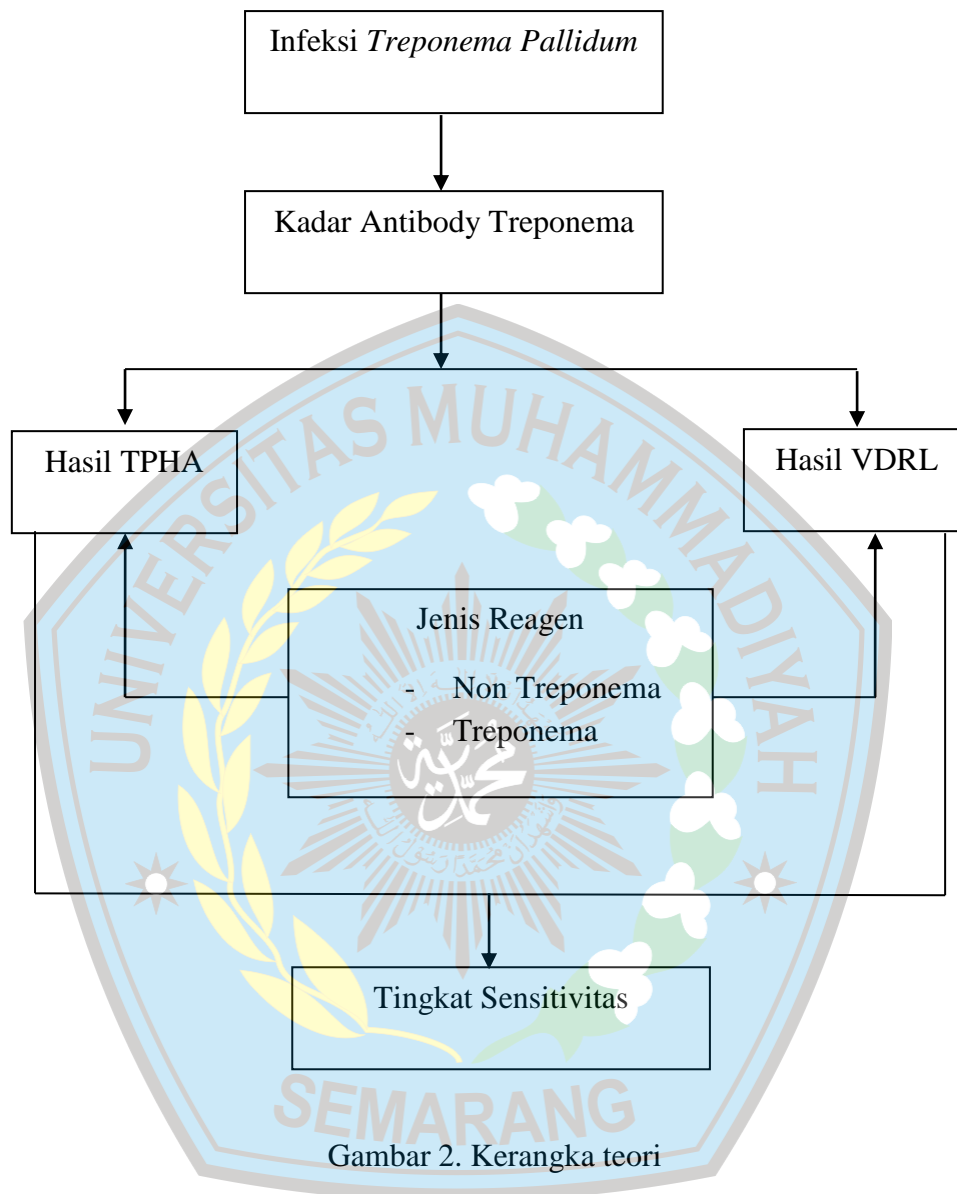 Infeksi Treponema Pallidum
Kadar Antibody Treponema
Hasil TPHA
Hasil VDRL
Jenis Reagen
- Non Treponema
- Treponema
Tingkat Sensitivitas
UNIVERSITAS MUHAMMADIYAH
SEMARANG
Gambar 2. Kerangka teori